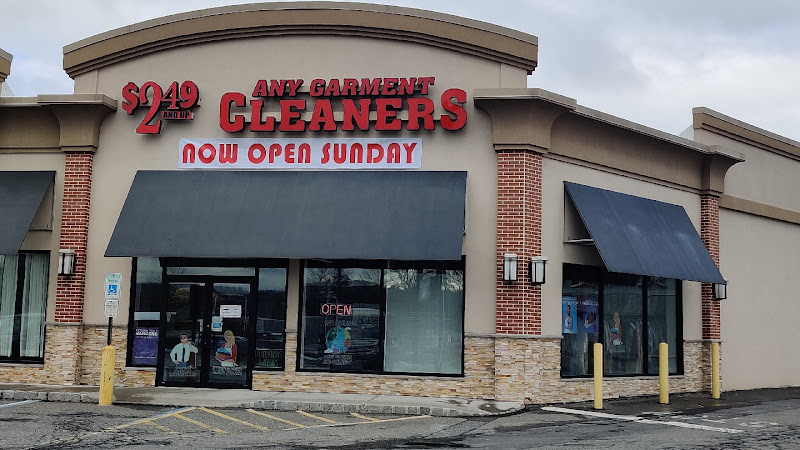 $2.49
AND UP
ANY GARMENT
CLEANERS
NOW OPEN SUNDAY
OPEN